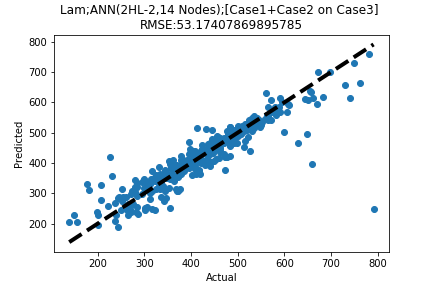 Lam;ANN(2HL-2,14 Nodes);[Case1+Case2 on Case3]
RMSE:53.17407869895785
800
700
600
500
400
300
200
Predicted
200 300 400 500 600 700 800
Actual